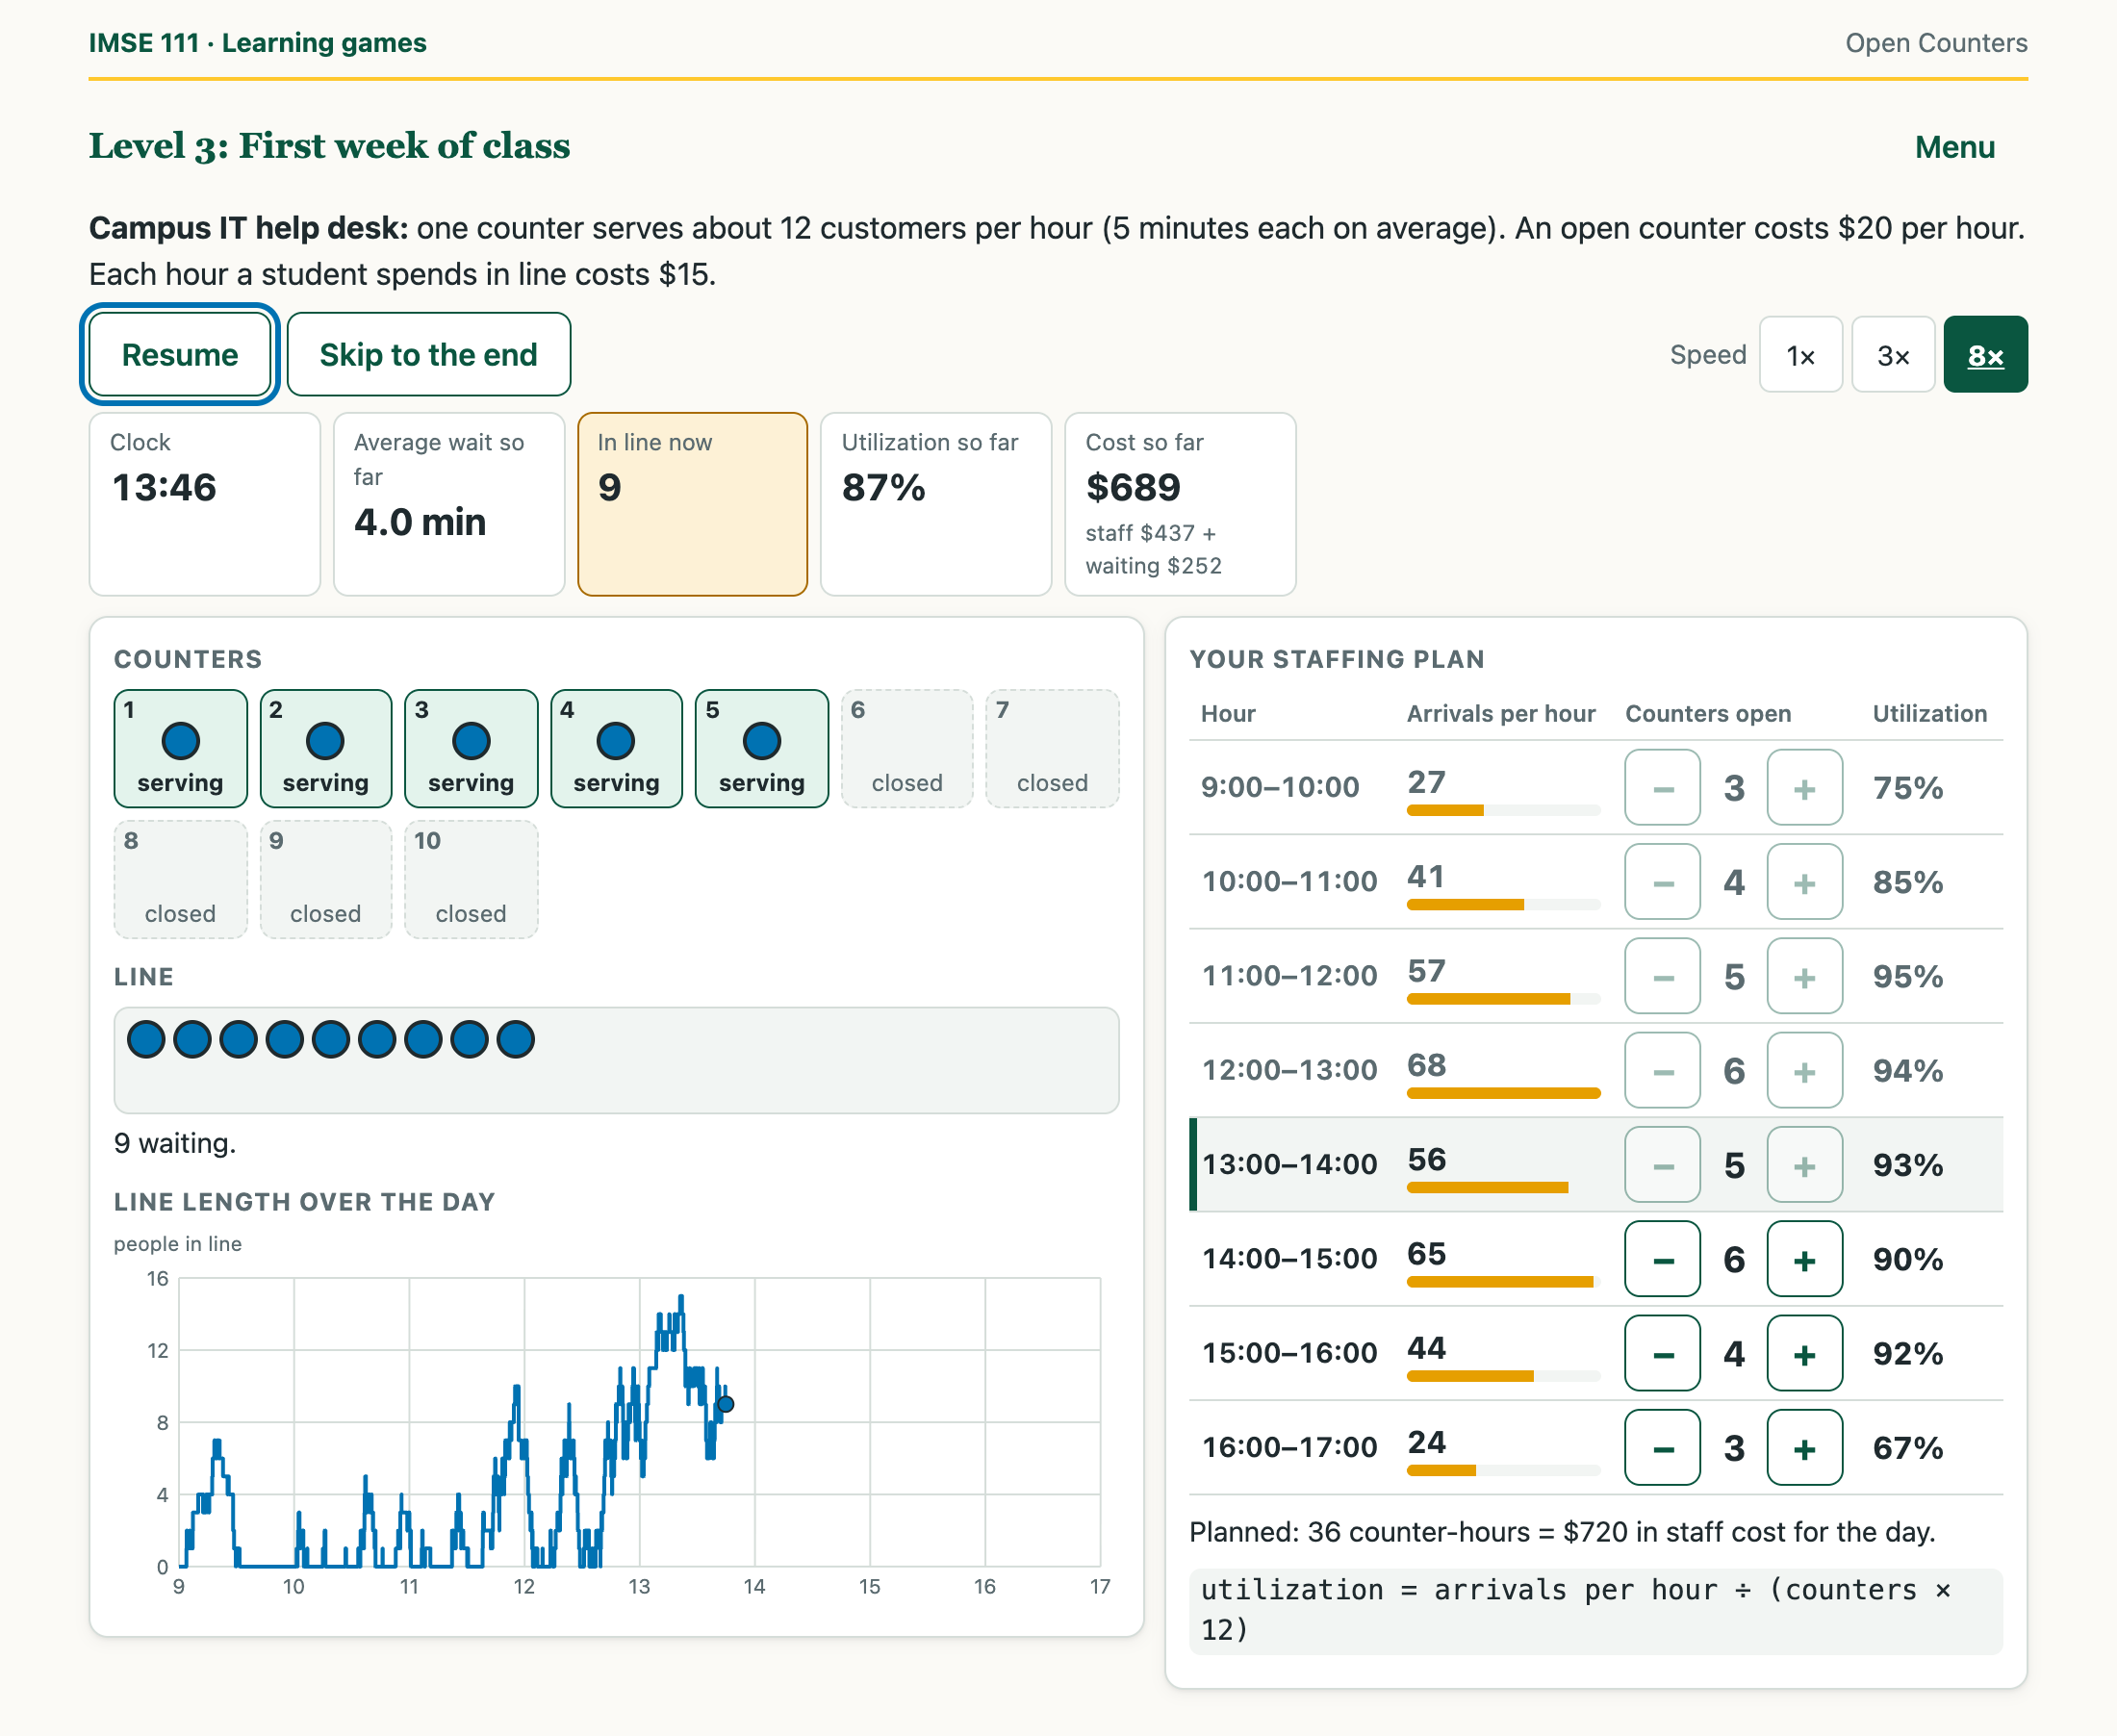 IMSE 111 · Learning games
Open Counters
Level 3: First week of class
Menu
Campus IT help desk: one counter serves about 12 customers per hour (5 minutes each on average). An open counter costs $20 per hour.
Each hour a student spends in line costs $15.
Resume
Skip to the end
Speed
1×
3×
8×
Clock
13:46
Average wait so
far
4.0 min
In line now
9
Utilization so far
87%
Cost so far
$689
staff $437 +
waiting $252
COUNTERS
1
serving
2
serving
3
serving
4
serving
5
serving
6
closed
7
closed
8
closed
9
closed
10
closed
LINE
9 waiting.
LINE LENGTH OVER THE DAY
people in line
16
12
8
4
0
9 10 11 12 13 14 15 16 17
YOUR STAFFING PLAN
Hour Arrivals per hour Counters open Utilization
9:00–10:00 27 − 3 + 75%
10:00–11:00 41 − 4 + 85%
11:00–12:00 57 − 5 + 95%
12:00–13:00 68 − 6 + 94%
13:00–14:00 56 − 5 + 93%
14:00–15:00 65 − 6 + 90%
15:00–16:00 44 − 4 + 92%
16:00–17:00 24 − 3 + 67%
Planned: 36 counter-hours = $720 in staff cost for the day.
utilization = arrivals per hour ÷ (counters ×
12)